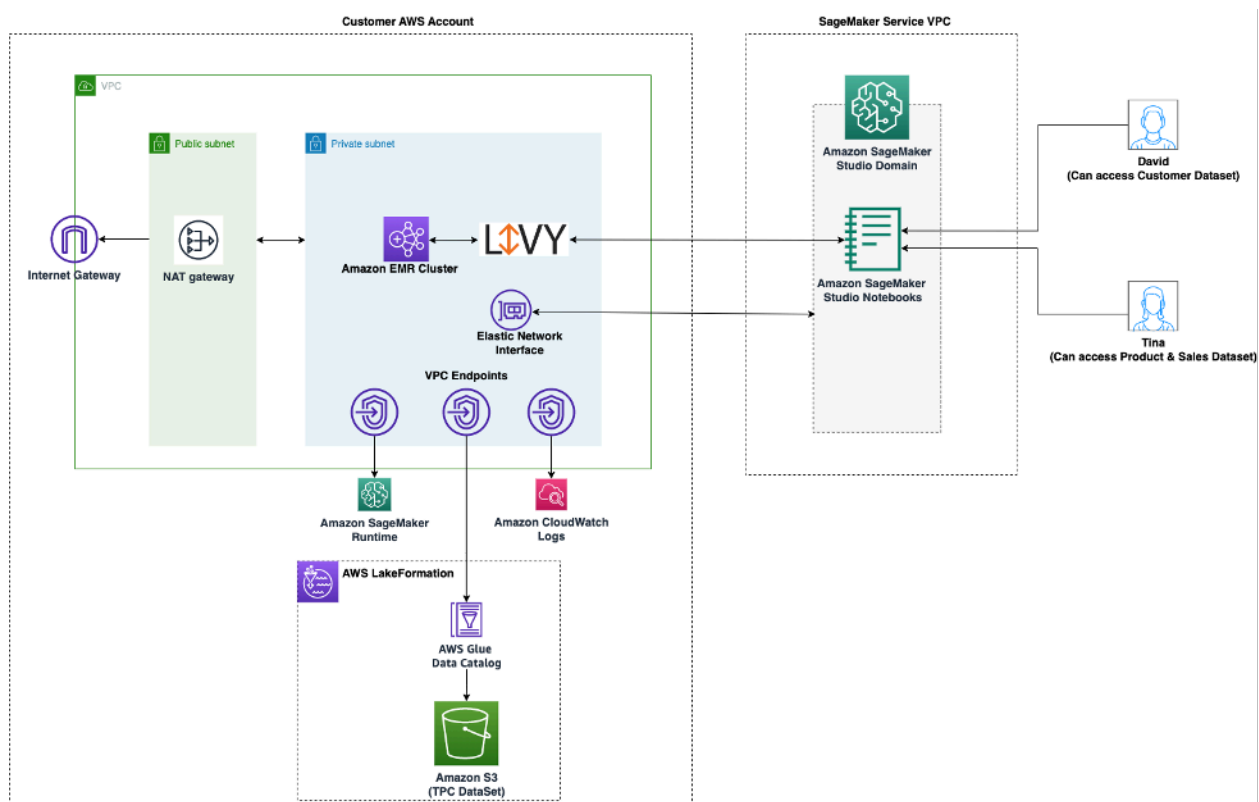 Customer AWS Account
SageMaker Service VPC
VPC
Public subnet
Private subnet
Amazon SageMaker
Studio Domain
David
(Can access Customer Dataset)
LIVY
Internet Gateway
NAT gateway
Amazon EMR Cluster
Amazon SageMaker
Studio Notebooks
Elastic Network
Interface
Tina
(Can access Product & Sales Dataset)
VPC Endpoints
Amazon SageMaker
Runtime
Amazon CloudWatch
Logs
AWS LakeFormation
AWS Glue
Data Catalog
Amazon S3
(TPC DataSet)